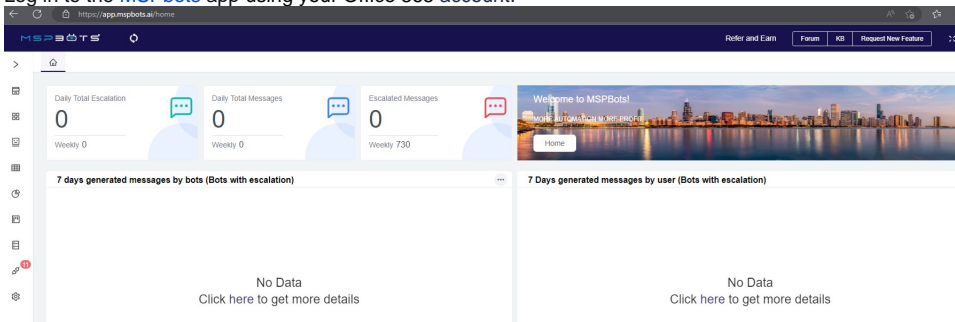 Log in to the MSPbots app using your Office 365 account.
https://app.mspbots.ai/home
MSPBOTS
Refer and Earn
Forum
KB
Request New Feature
Daily Total Escalation
0
Weekly 0
Daily Total Messages
0
Weekly 0
Escalated Messages
0
Weekly 730
Welcome to MSPBots!
MORE AUTOMATION MORE PROFIT
Home
7 days generated messages by bots (Bots with escalation)
7 Days generated messages by user (Bots with escalation)
11
No Data
Click here to get more details
No Data
Click here to get more details